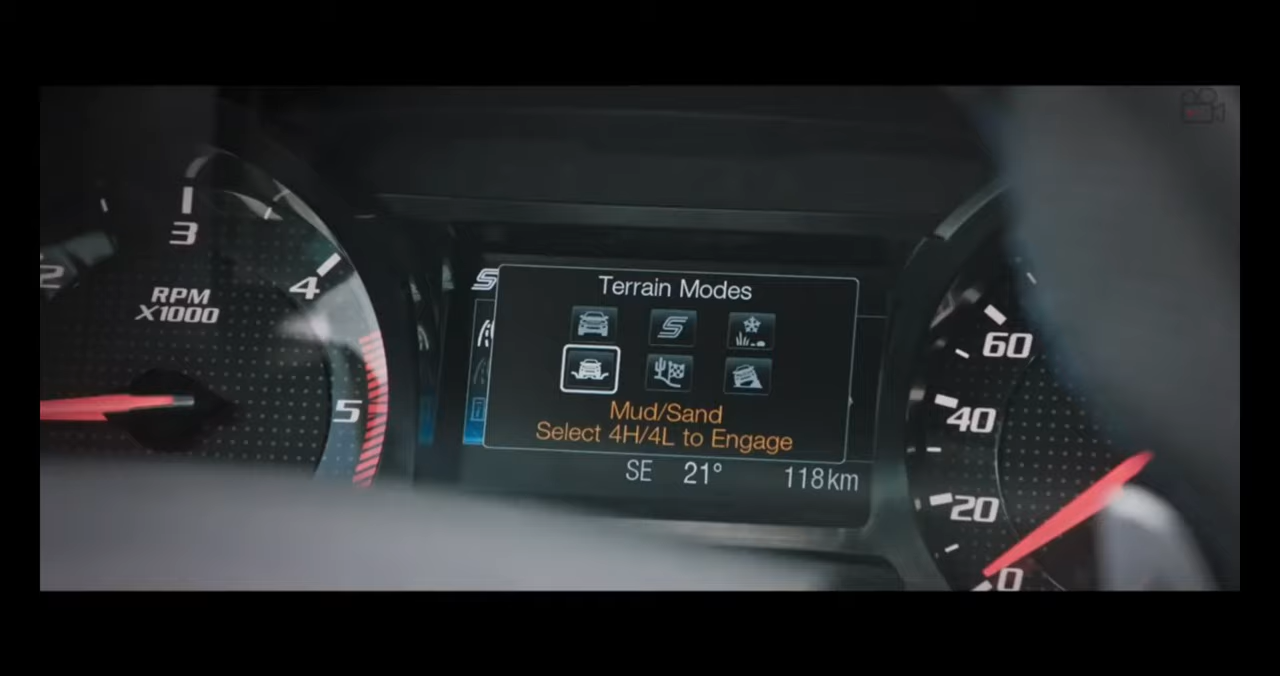 2
3
4
5
RPM
X1000
S
Terrain Modes
S
Mud/Sand
Select 4H/4L to Engage
SE 21° 118km
60
40
20
0